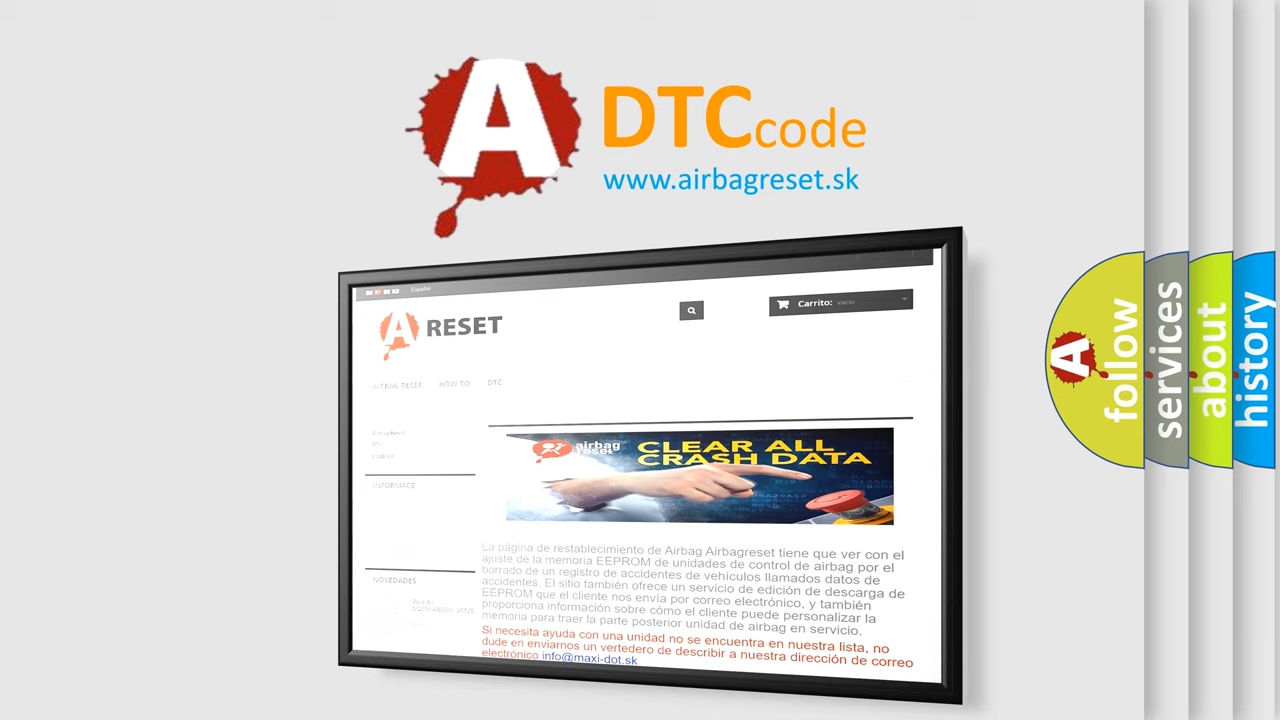 A DTCcode
www.airbagreset.sk
Español
A RESET
Carrito: vacío
AIRBAG RESET HOW TO DTC
Airbag Reset
INFORMACE
airbag
reset
CLEAR ALL
CRASH DATA
NOVEDADES
La página de restablecimiento de Airbag Airbagreset tiene que ver con el
ajuste de la memoria EEPROM de unidades de control de airbag por el
borrado de un registro de accidentes de vehículos llamados datos de
accidentes. El sitio también ofrece un servicio de edición de descarga de
EEPROM que el cliente nos envía por correo electrónico, y también
proporciona información sobre cómo el cliente puede personalizar la
memoria para traer la parte posterior unidad de airbag en servicio.
Si necesita ayuda con una unidad no se encuentra en nuestra lista, no
dude en enviarnos un vertedero de describir a nuestra dirección de correo
electrónico info@maxi-dot.sk
A
follow
services
about
history